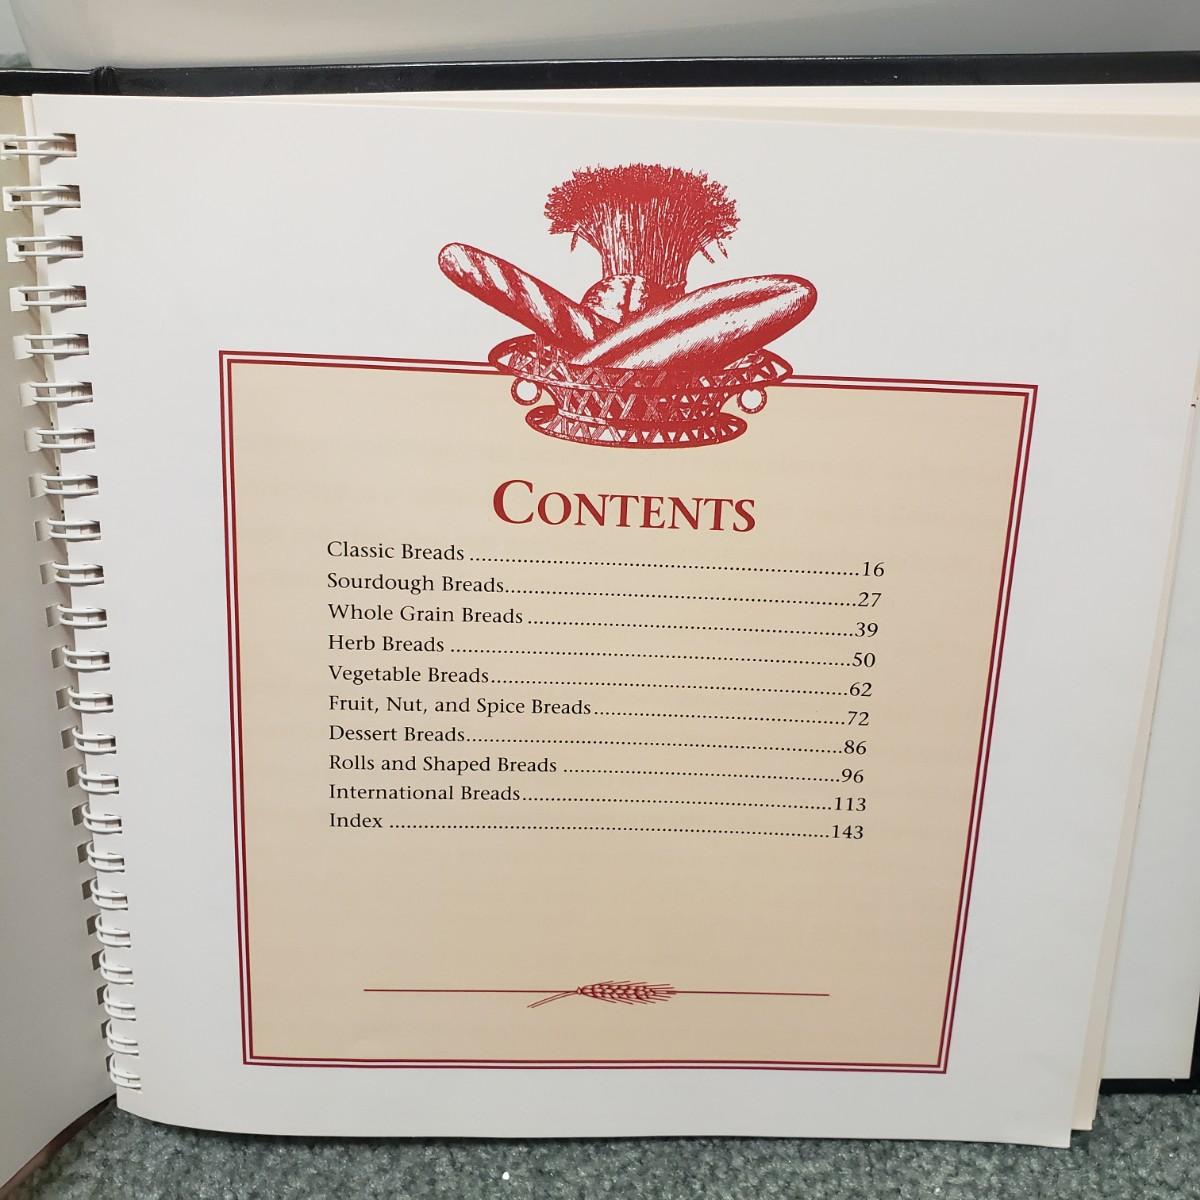 CONTENTS
Classic Breads ............................................................16
Sourdough Breads......................................................27
Whole Grain Breads ..................................................39
Herb Breads ..............................................................50
Vegetable Breads.......................................................62
Fruit, Nut, and Spice Breads.......................................72
Dessert Breads...........................................................86
Rolls and Shaped Breads ...........................................96
International Breads.................................................113
Index .....................................................................143